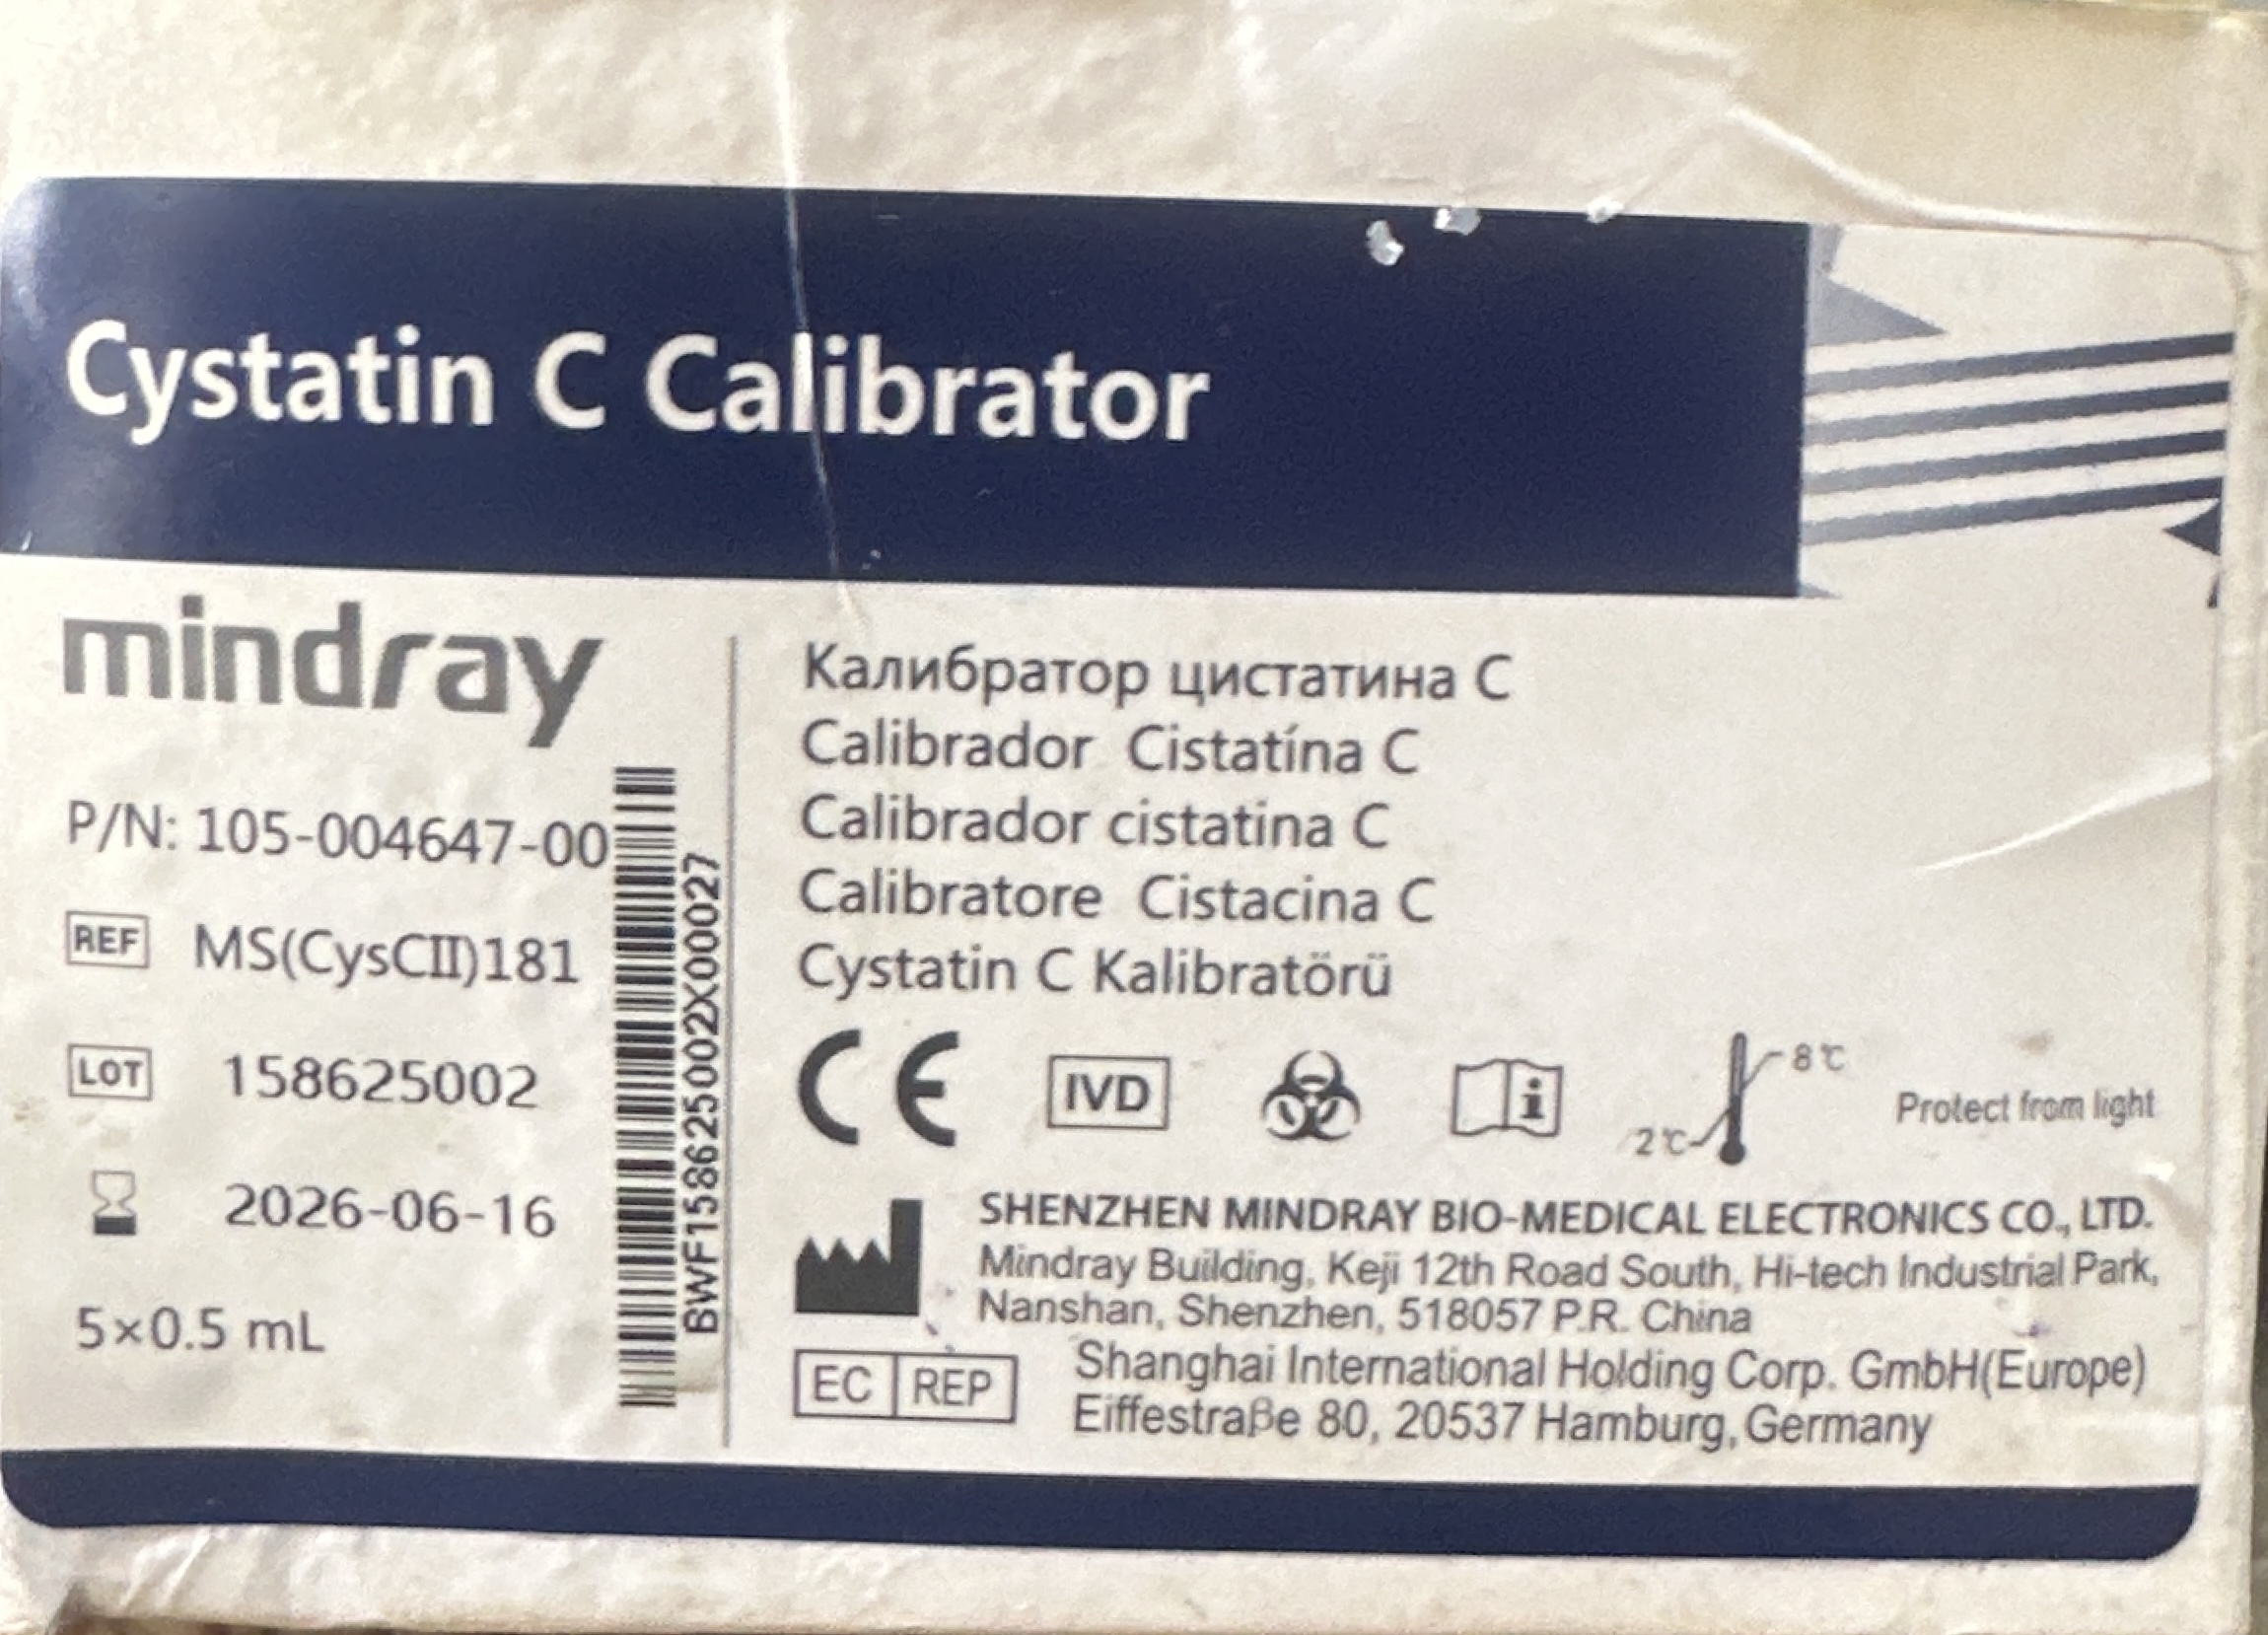 Cystatin C Calibrator
mindray
P/N: 105-004647-00
REF MS(CysCII)181
LOT 158625002
2026-06-16
5×0.5 mL
BWF158625002X00027
Калибратор цистатина C
Calibrador Cistatína C
Calibrador cistatina C
Calibratore Cistacina C
Cystatin C Kalibratörü
CE IVD i 2℃ 8℃ Protect from light
SHENZHEN MINDRAY BIO-MEDICAL ELECTRONICS CO., LTD.
Mindray Building, Keji 12th Road South, Hi-tech Industrial Park,
Nanshan, Shenzhen, 518057 P.R. China
EC REP Shanghai International Holding Corp. GmbH(Europe)
Eiffestraβe 80, 20537 Hamburg, Germany